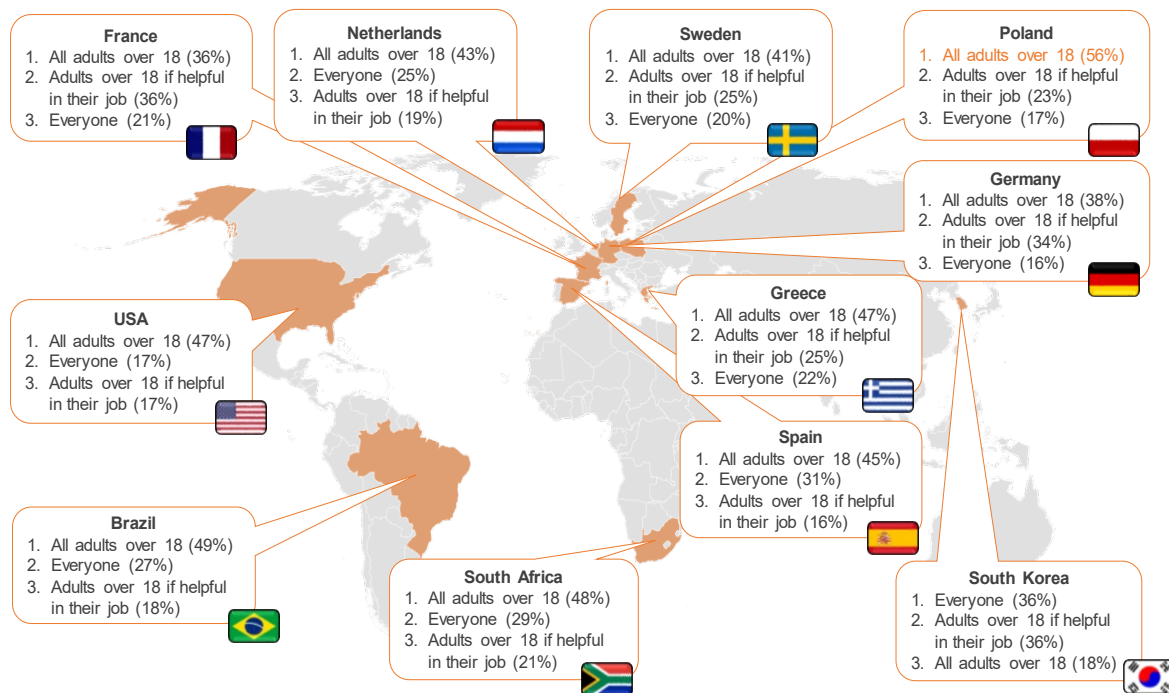 France
1. All adults over 18 (36%)
2. Adults over 18 if helpful
in their job (36%)
3. Everyone (21%)
Netherlands
1. All adults over 18 (43%)
2. Everyone (25%)
3. Adults over 18 if helpful
in their job (19%)
Sweden
1. All adults over 18 (41%)
2. Adults over 18 if helpful
in their job (25%)
3. Everyone (20%)
Poland
1. All adults over 18 (56%)
2. Adults over 18 if helpful
in their job (23%)
3. Everyone (17%)
Germany
1. All adults over 18 (38%)
2. Adults over 18 if helpful
in their job (34%)
3. Everyone (16%)
Greece
1. All adults over 18 (47%)
2. Adults over 18 if helpful
in their job (25%)
3. Everyone (22%)
USA
1. All adults over 18 (47%)
2. Everyone (17%)
3. Adults over 18 if helpful
in their job (17%)
Spain
1. All adults over 18 (45%)
2. Everyone (31%)
3. Adults over 18 if helpful
in their job (16%)
Brazil
1. All adults over 18 (49%)
2. Everyone (27%)
3. Adults over 18 if helpful
in their job (18%)
South Africa
1. All adults over 18 (48%)
2. Everyone (29%)
3. Adults over 18 if helpful
in their job (21%)
South Korea
1. Everyone (36%)
2. Adults over 18 if helpful
in their job (36%)
3. All adults over 18 (18%)